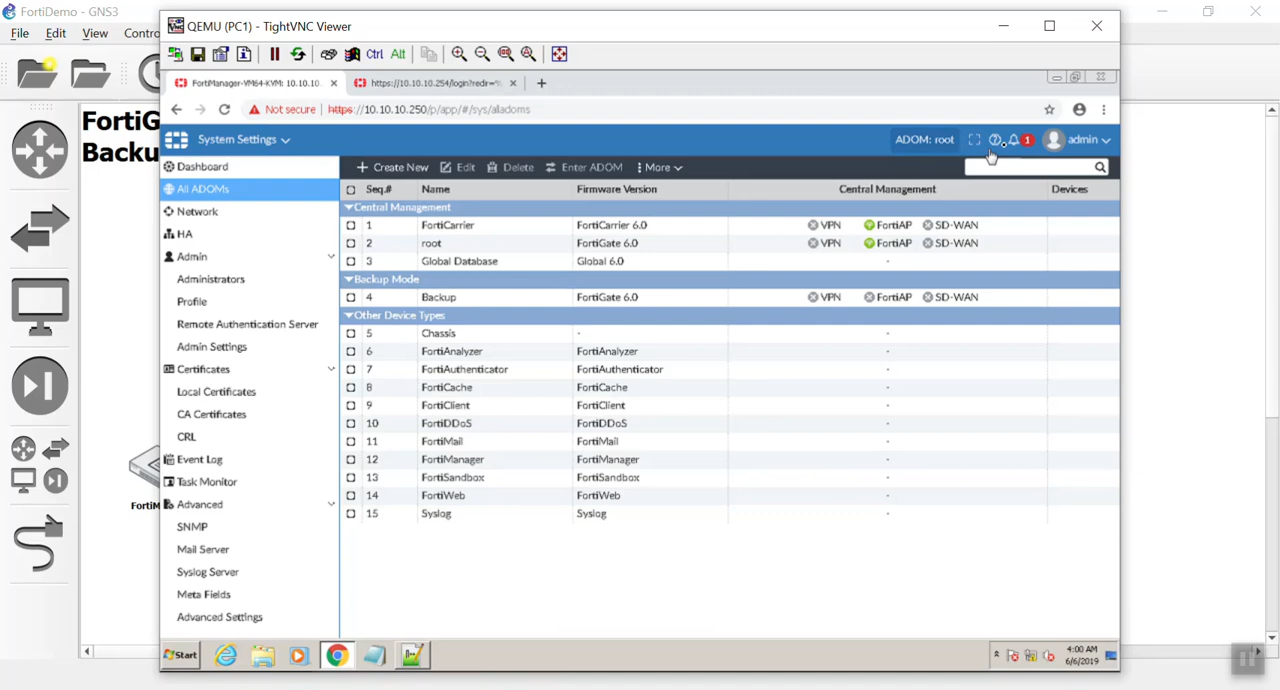 FortiDemo - GNS3
File Edit View Contro
FortiG
Backu
FortiM
QEMU (PC1) - TightVNC Viewer
Ctrl Alt
FortiManager-VM64-KVM: 10.10.10.
https://10.10.10.254/login?redir=%
Not secure | https://10.10.10.250/p/app/#/sys/alladoms
System Settings
ADOM: root
1
admin
Dashboard
All ADOMs
Network
HA
Admin
Administrators
Profile
Remote Authentication Server
Admin Settings
Certificates
Local Certificates
CA Certificates
CRL
Event Log
Task Monitor
Advanced
SNMP
Mail Server
Syslog Server
Meta Fields
Advanced Settings
+ Create New Edit Delete Enter ADOM More
Seq.# Name Firmware Version Central Management Devices
Central Management
1 FortiCarrier FortiCarrier 6.0 VPN FortiAP SD-WAN
2 root FortiGate 6.0 VPN FortiAP SD-WAN
3 Global Database Global 6.0 -
Backup Mode
4 Backup FortiGate 6.0 VPN FortiAP SD-WAN
Other Device Types
5 Chassis - -
6 FortiAnalyzer FortiAnalyzer -
7 FortiAuthenticator FortiAuthenticator -
8 FortiCache FortiCache -
9 FortiClient FortiClient -
10 FortiDDoS FortiDDoS -
11 FortiMail FortiMail -
12 FortiManager FortiManager -
13 FortiSandbox FortiSandbox -
14 FortiWeb FortiWeb -
15 Syslog Syslog -
Start
4:00 AM
6/6/2019